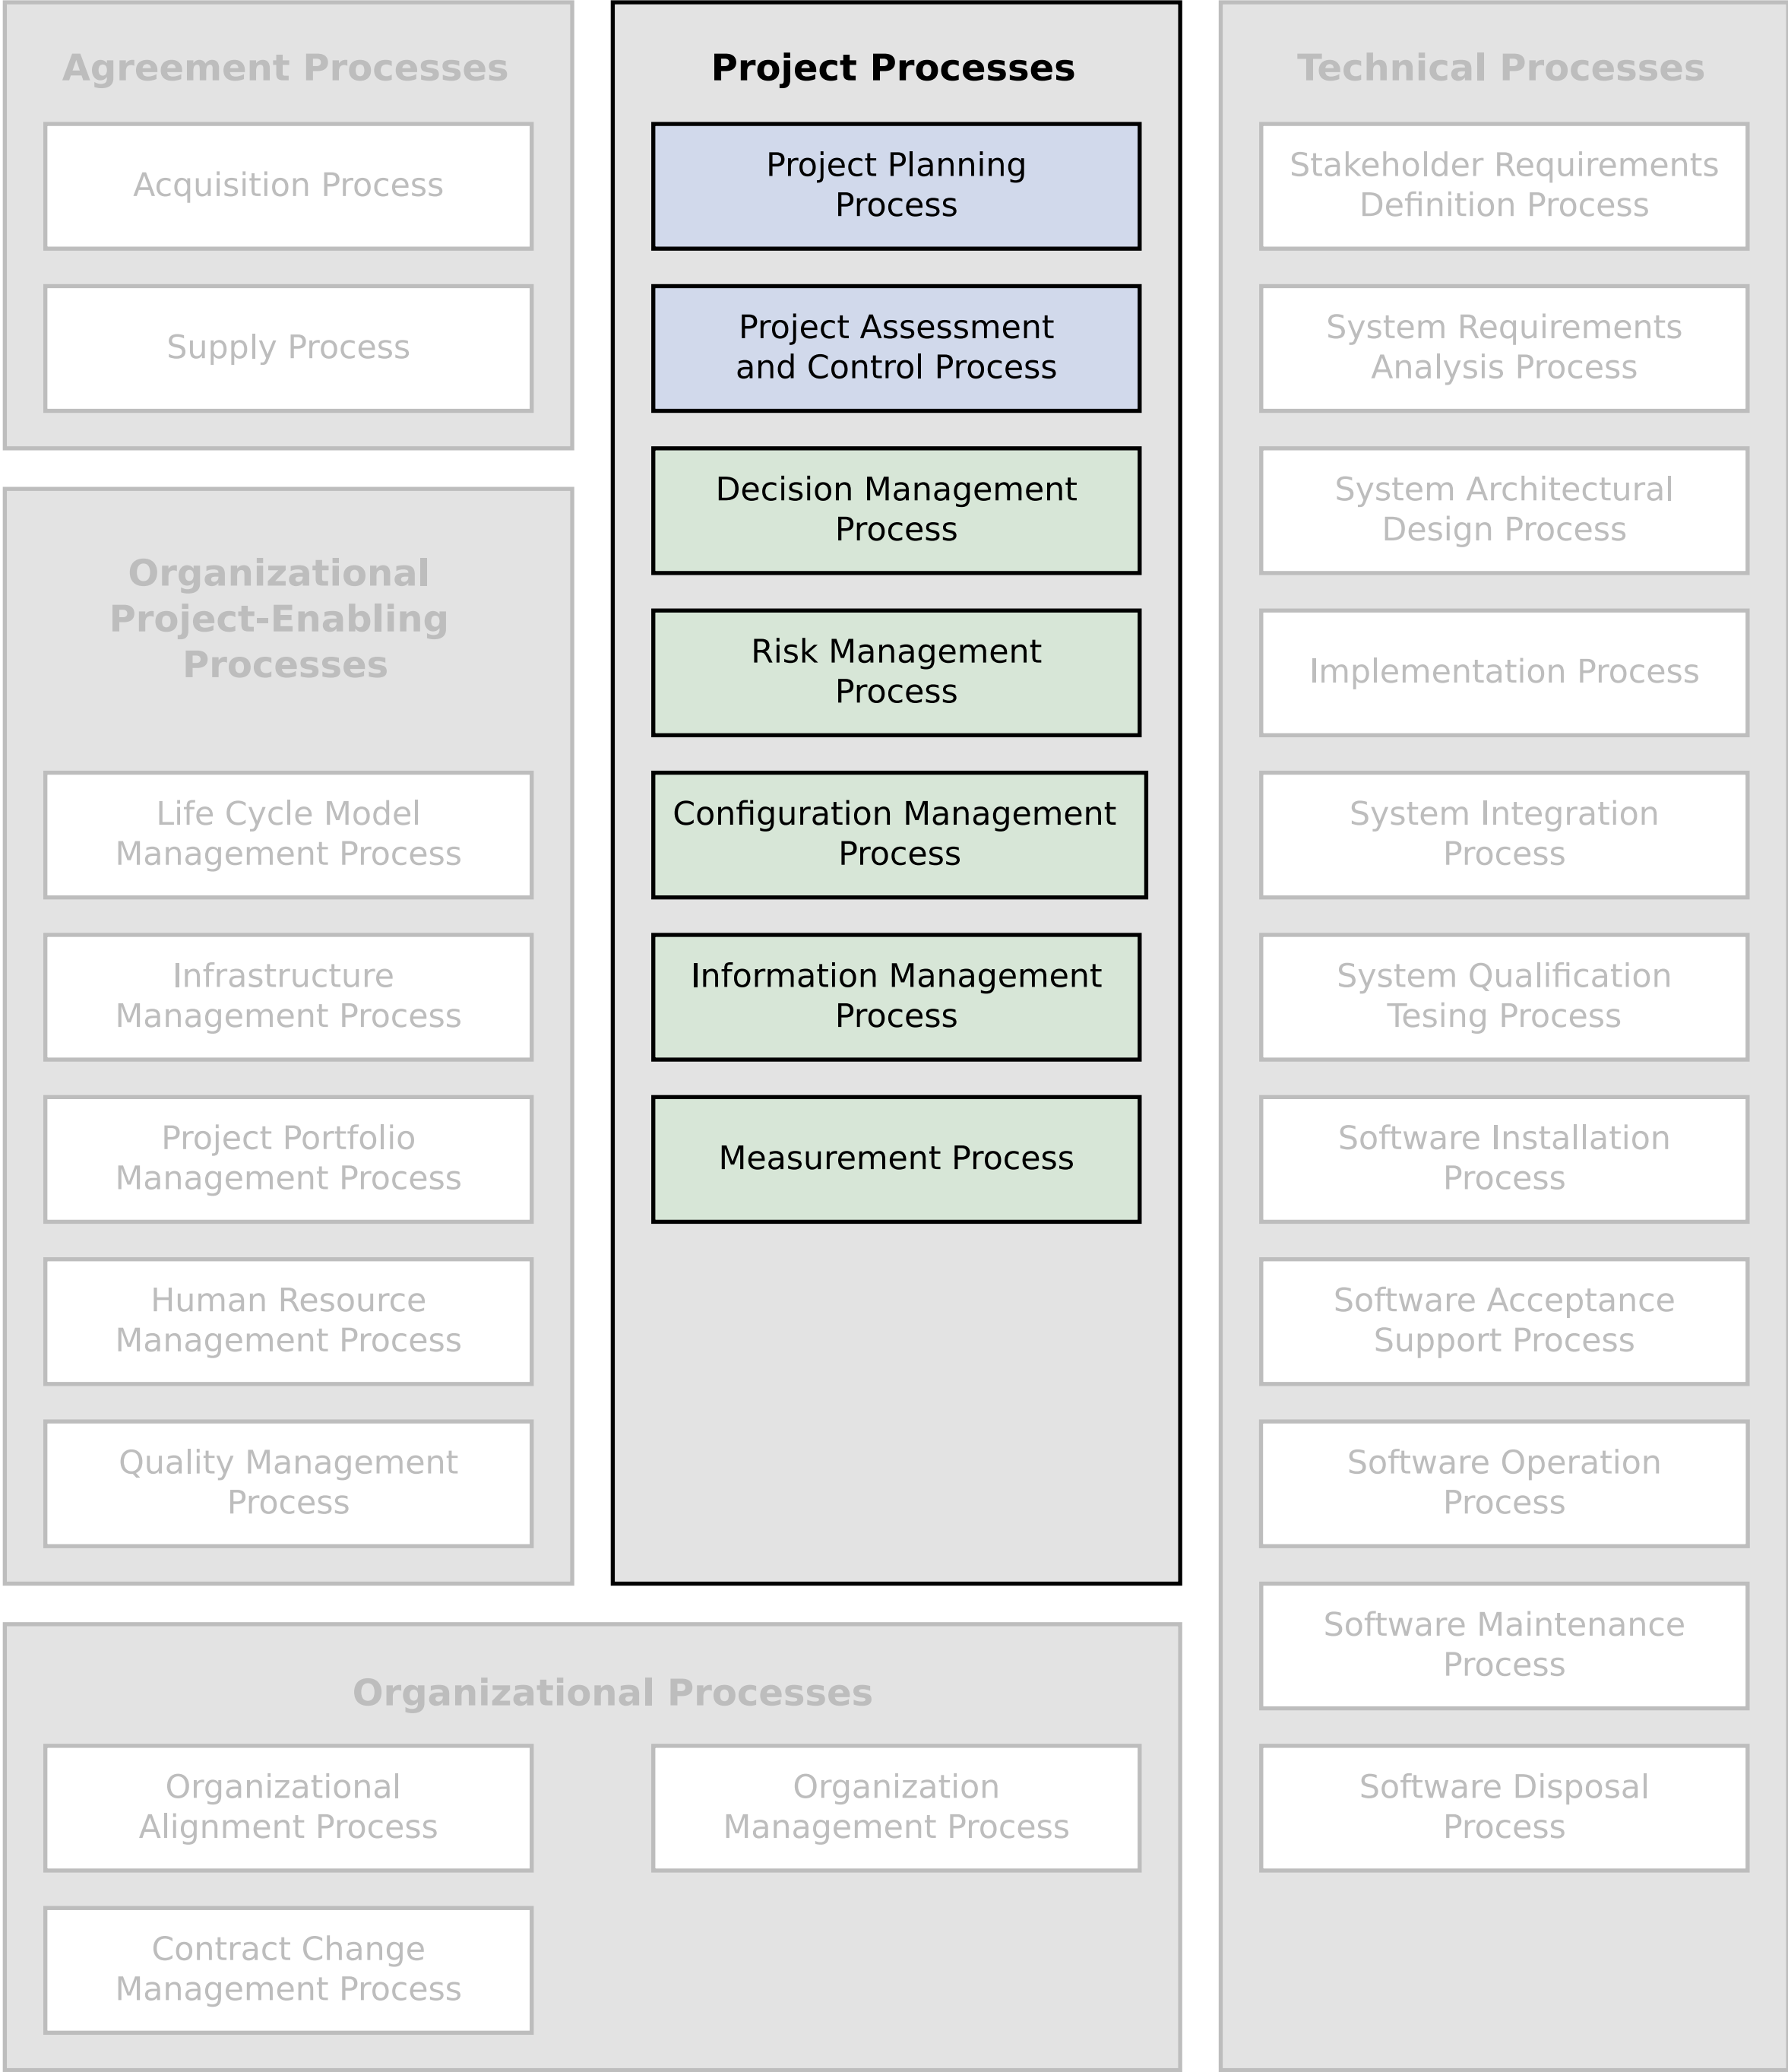 Agreement Processes
Acquisition Process
Supply Process
Organizational
Project-Enabling
Processes
Life Cycle Model
Management Process
Infrastructure
Management Process
Project Portfolio
Management Process
Human Resource
Management Process
Quality Management
Process
Project Processes
Project Planning
Process
Project Assessment
and Control Process
Decision Management
Process
Risk Management
Process
Configuration Management
Process
Information Management
Process
Measurement Process
Technical Processes
Stakeholder Requirements
Definition Process
System Requirements
Analysis Process
System Architectural
Design Process
Implementation Process
System Integration
Process
System Qualification
Tesing Process
Software Installation
Process
Software Acceptance
Support Process
Software Operation
Process
Software Maintenance
Process
Software Disposal
Process
Organizational Processes
Organizational
Alignment Process
Organization
Management Process
Contract Change
Management Process